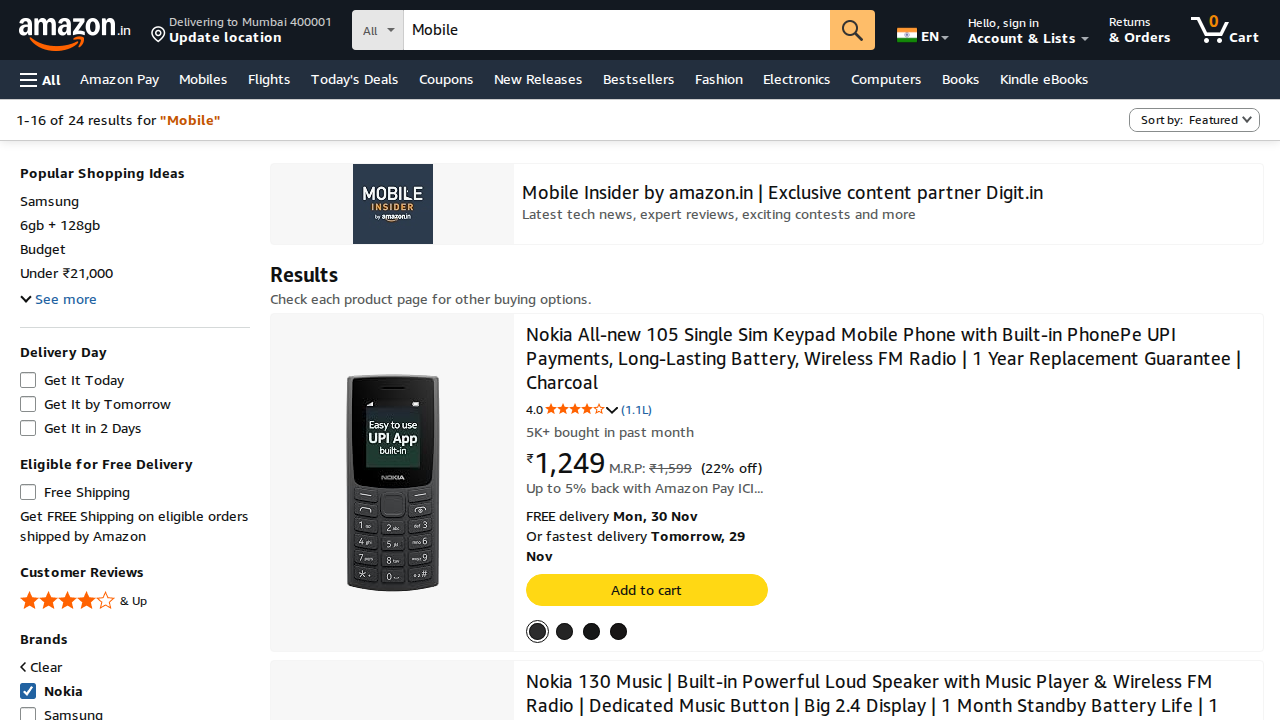 amazon.in
Delivering to Mumbai 400001
Update location
All
Mobile
EN
Hello, sign in
Account & Lists
Returns
& Orders
0
Cart
All
Amazon Pay
Mobiles
Flights
Today's Deals
Coupons
New Releases
Bestsellers
Fashion
Electronics
Computers
Books
Kindle eBooks
1-16 of 24 results for "Mobile"
Sort by: Featured
Popular Shopping Ideas
Samsung
6gb + 128gb
Budget
Under ₹21,000
See more
Delivery Day
Get It Today
Get It by Tomorrow
Get It in 2 Days
Eligible for Free Delivery
Free Shipping
Get FREE Shipping on eligible orders
shipped by Amazon
Customer Reviews
& Up
Brands
Clear
Nokia
Samsung
MOBILE
INSIDER
by amazon.in
Mobile Insider by amazon.in | Exclusive content partner Digit.in
Latest tech news, expert reviews, exciting contests and more
Results
Check each product page for other buying options.
Easy to use
UPI App
built-in
NOKIA
Nokia All-new 105 Single Sim Keypad Mobile Phone with Built-in PhonePe UPI
Payments, Long-Lasting Battery, Wireless FM Radio | 1 Year Replacement Guarantee |
Charcoal
4.0 (1.1L)
5K+ bought in past month
₹1,249 M.R.P: ₹1,599 (22% off)
Up to 5% back with Amazon Pay ICI...
FREE delivery Mon, 30 Nov
Or fastest delivery Tomorrow, 29
Nov
Add to cart
Nokia 130 Music | Built-in Powerful Loud Speaker with Music Player & Wireless FM
Radio | Dedicated Music Button | Big 2.4 Display | 1 Month Standby Battery Life | 1